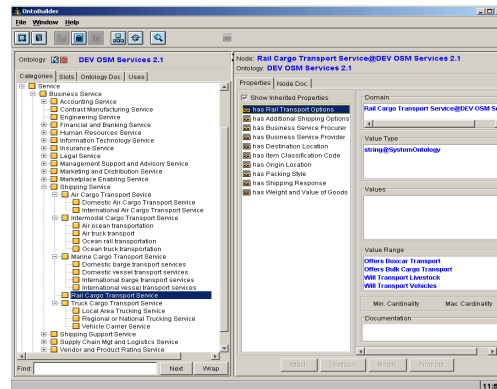 OntoBuilder
File Window Help
Ontology: DEV OSM Services 2.1
Categories Slots Ontology Doc. Uses
Service
Business Service
Accounting Service
Contract Manufacturing Service
Engineering Service
Financial and Banking Service
Human Resources Service
Information Technology Service
Insurance Service
Legal Service
Management Support and Advisory Service
Marketing and Distribution Service
Marketplace Enabling Service
Shipping Service
Air Cargo Transport Service
Domestic Air Cargo Transport Service
International Air Cargo Transport Service
Intermodal Cargo Transport Service
Air ocean transportation
Air truck transport
Ocean rail transportation
Ocean truck transportation
Marine Cargo Transport Service
Domestic barge transport services
Domestic vessel transport services
International barge transport services
International vessel transport services
Rail Cargo Transport Service
Truck Cargo Transport Service
Local Area Trucking Service
Regional or National Trucking Service
Vehicle Carrier Service
Shipping Support Service
Supply Chain Mgt and Logistics Service
Vendor and Product Rating Service
Find: Next Wrap
Node: Rail Cargo Transport Service@DEV OSM Services 2.1
Ontology: DEV OSM Services 2.1
Properties Node Doc.
Show Inherited Properties
has Rail Transport Options
has Additional Shipping Options
has Business Service Procurer
has Business Service Provider
has Destination Location
has Item Classification Code
has Origin Location
has Packing Style
has Shipping Response
has Weight and Value of Goods
Domain
Rail Cargo Transport Service@DEV OSM Se
Value Type
string@SystemOntology
Values
Value Range
Offers Boxcar Transport
Offers Bulk Cargo Transport
Will Transport Livestock
Will Transport Vehicles
Min. Cardinality Max. Cardinality
Documentation
Attach UnAttach Modify Promote